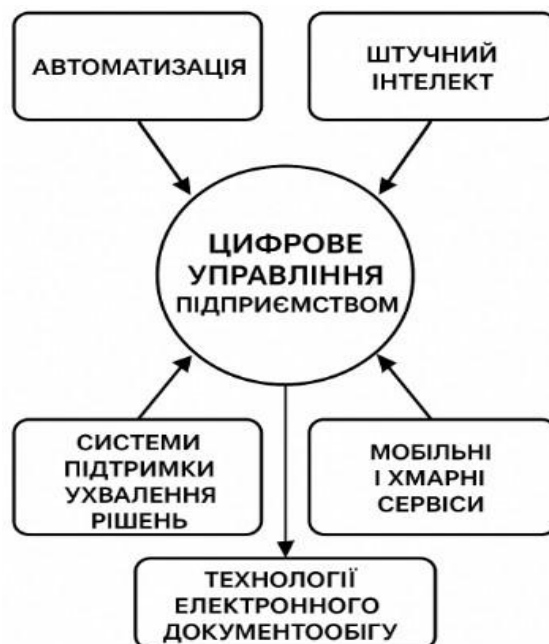 АВТОМАТИЗАЦІЯ
ШТУЧНИЙ
ІНТЕЛЕКТ
ЦИФРОВЕ
УПРАВЛІННЯ
ПІДПРИЄМСТВОМ
СИСТЕМИ
ПІДТРИМКИ
УХВАЛЕННЯ
РІШЕНЬ
МОБІЛЬНІ
І ХМАРНІ
СЕРВІСИ
ТЕХНОЛОГІЇ
ЕЛЕКТРОННОГО
ДОКУМЕНТООБІГУ